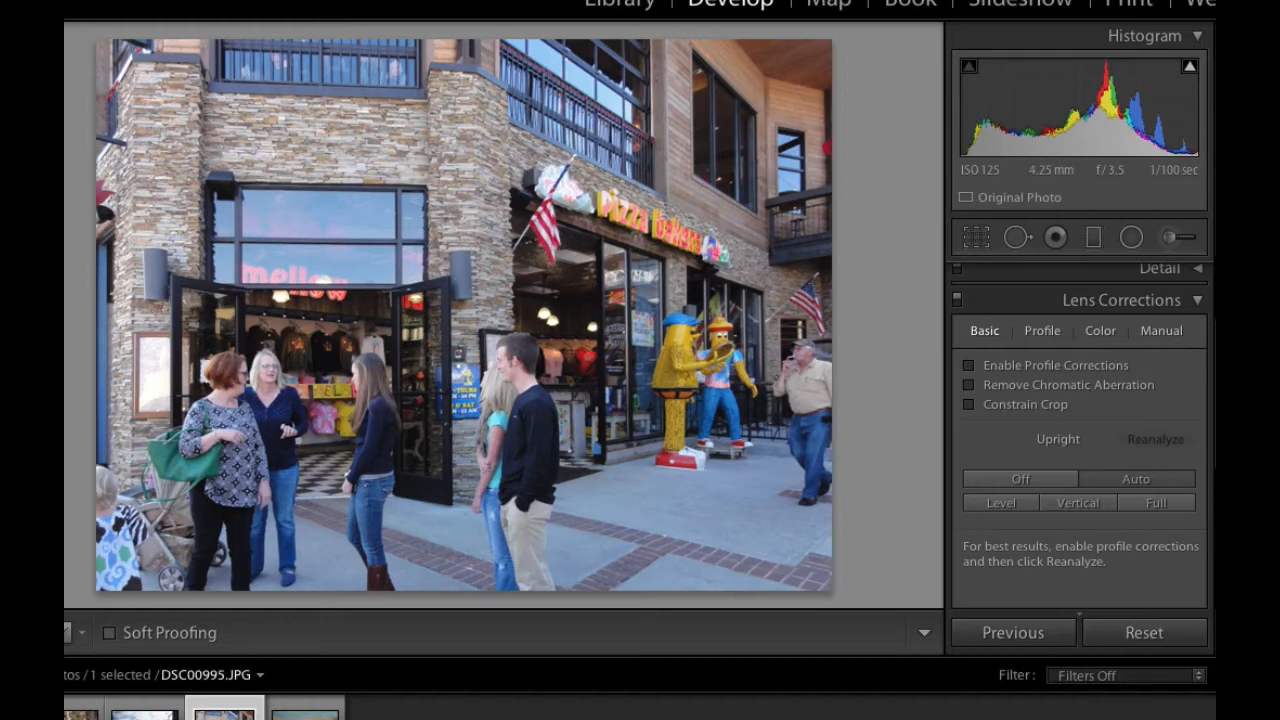 Library | Develop | Map | Book | Slideshow | Print | We
Histogram
ISO 125 4.25 mm f/3.5 1/100 sec
Original Photo
Detail
Lens Corrections
Basic | Profile | Color | Manual
Enable Profile Corrections
Remove Chromatic Aberration
Constrain Crop
Upright Reanalyze
Off Auto
Level Vertical Full
For best results, enable profile corrections
and then click Reanalyze.
Previous Reset
pizza
mellow
Soft Proofing
tos / 1 selected / DSC00995.JPG
Filter : Filters Off